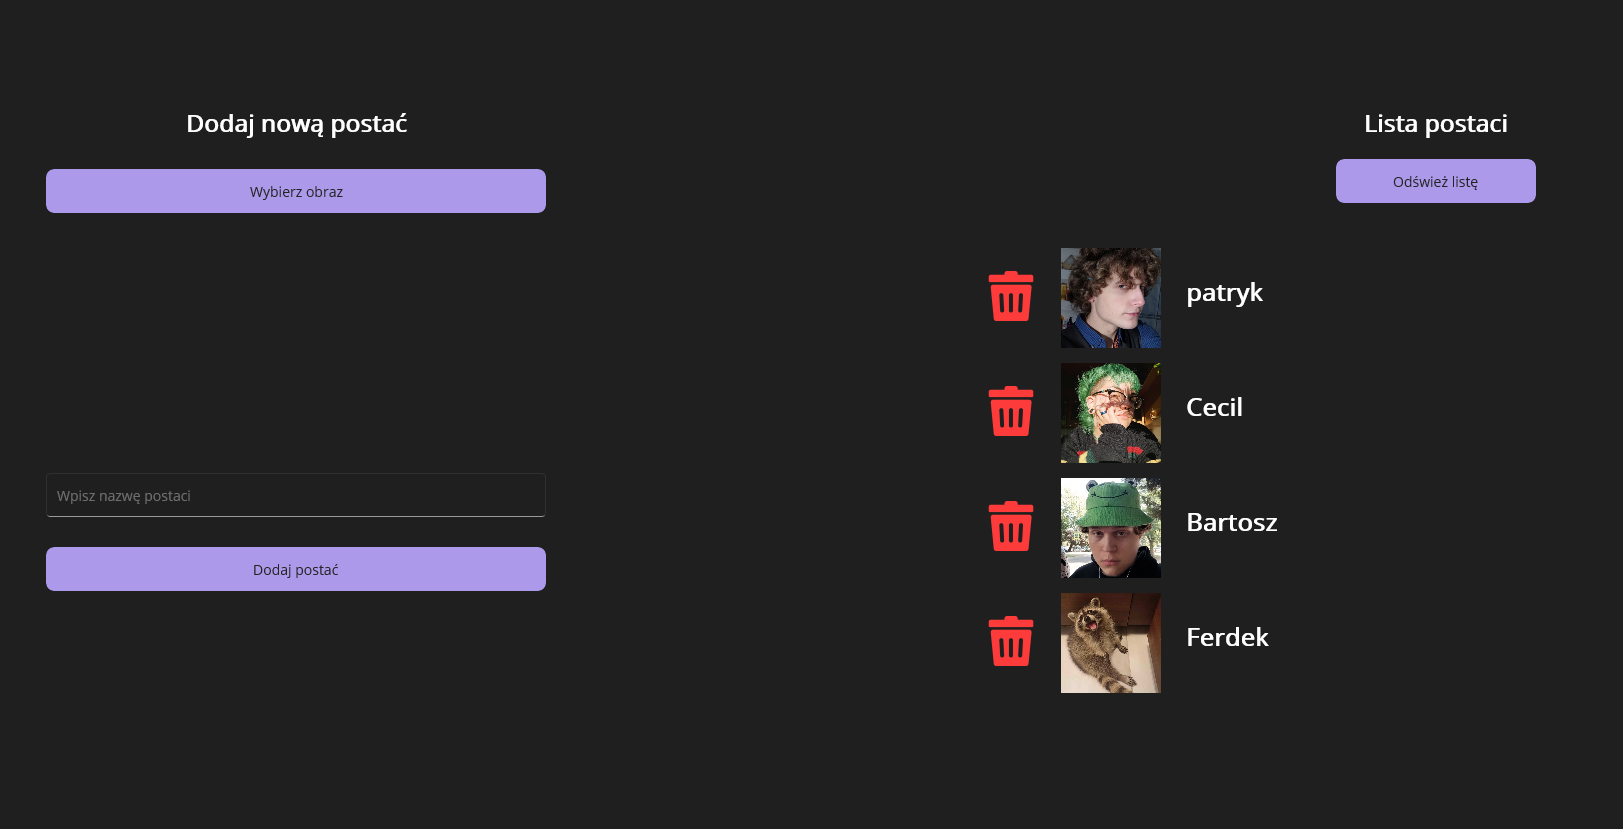 Dodaj nową postać
Wybierz obraz
Wpisz nazwę postaci
Dodaj postać
Lista postaci
Odśwież listę
patryk
Cecil
Bartosz
Ferdek